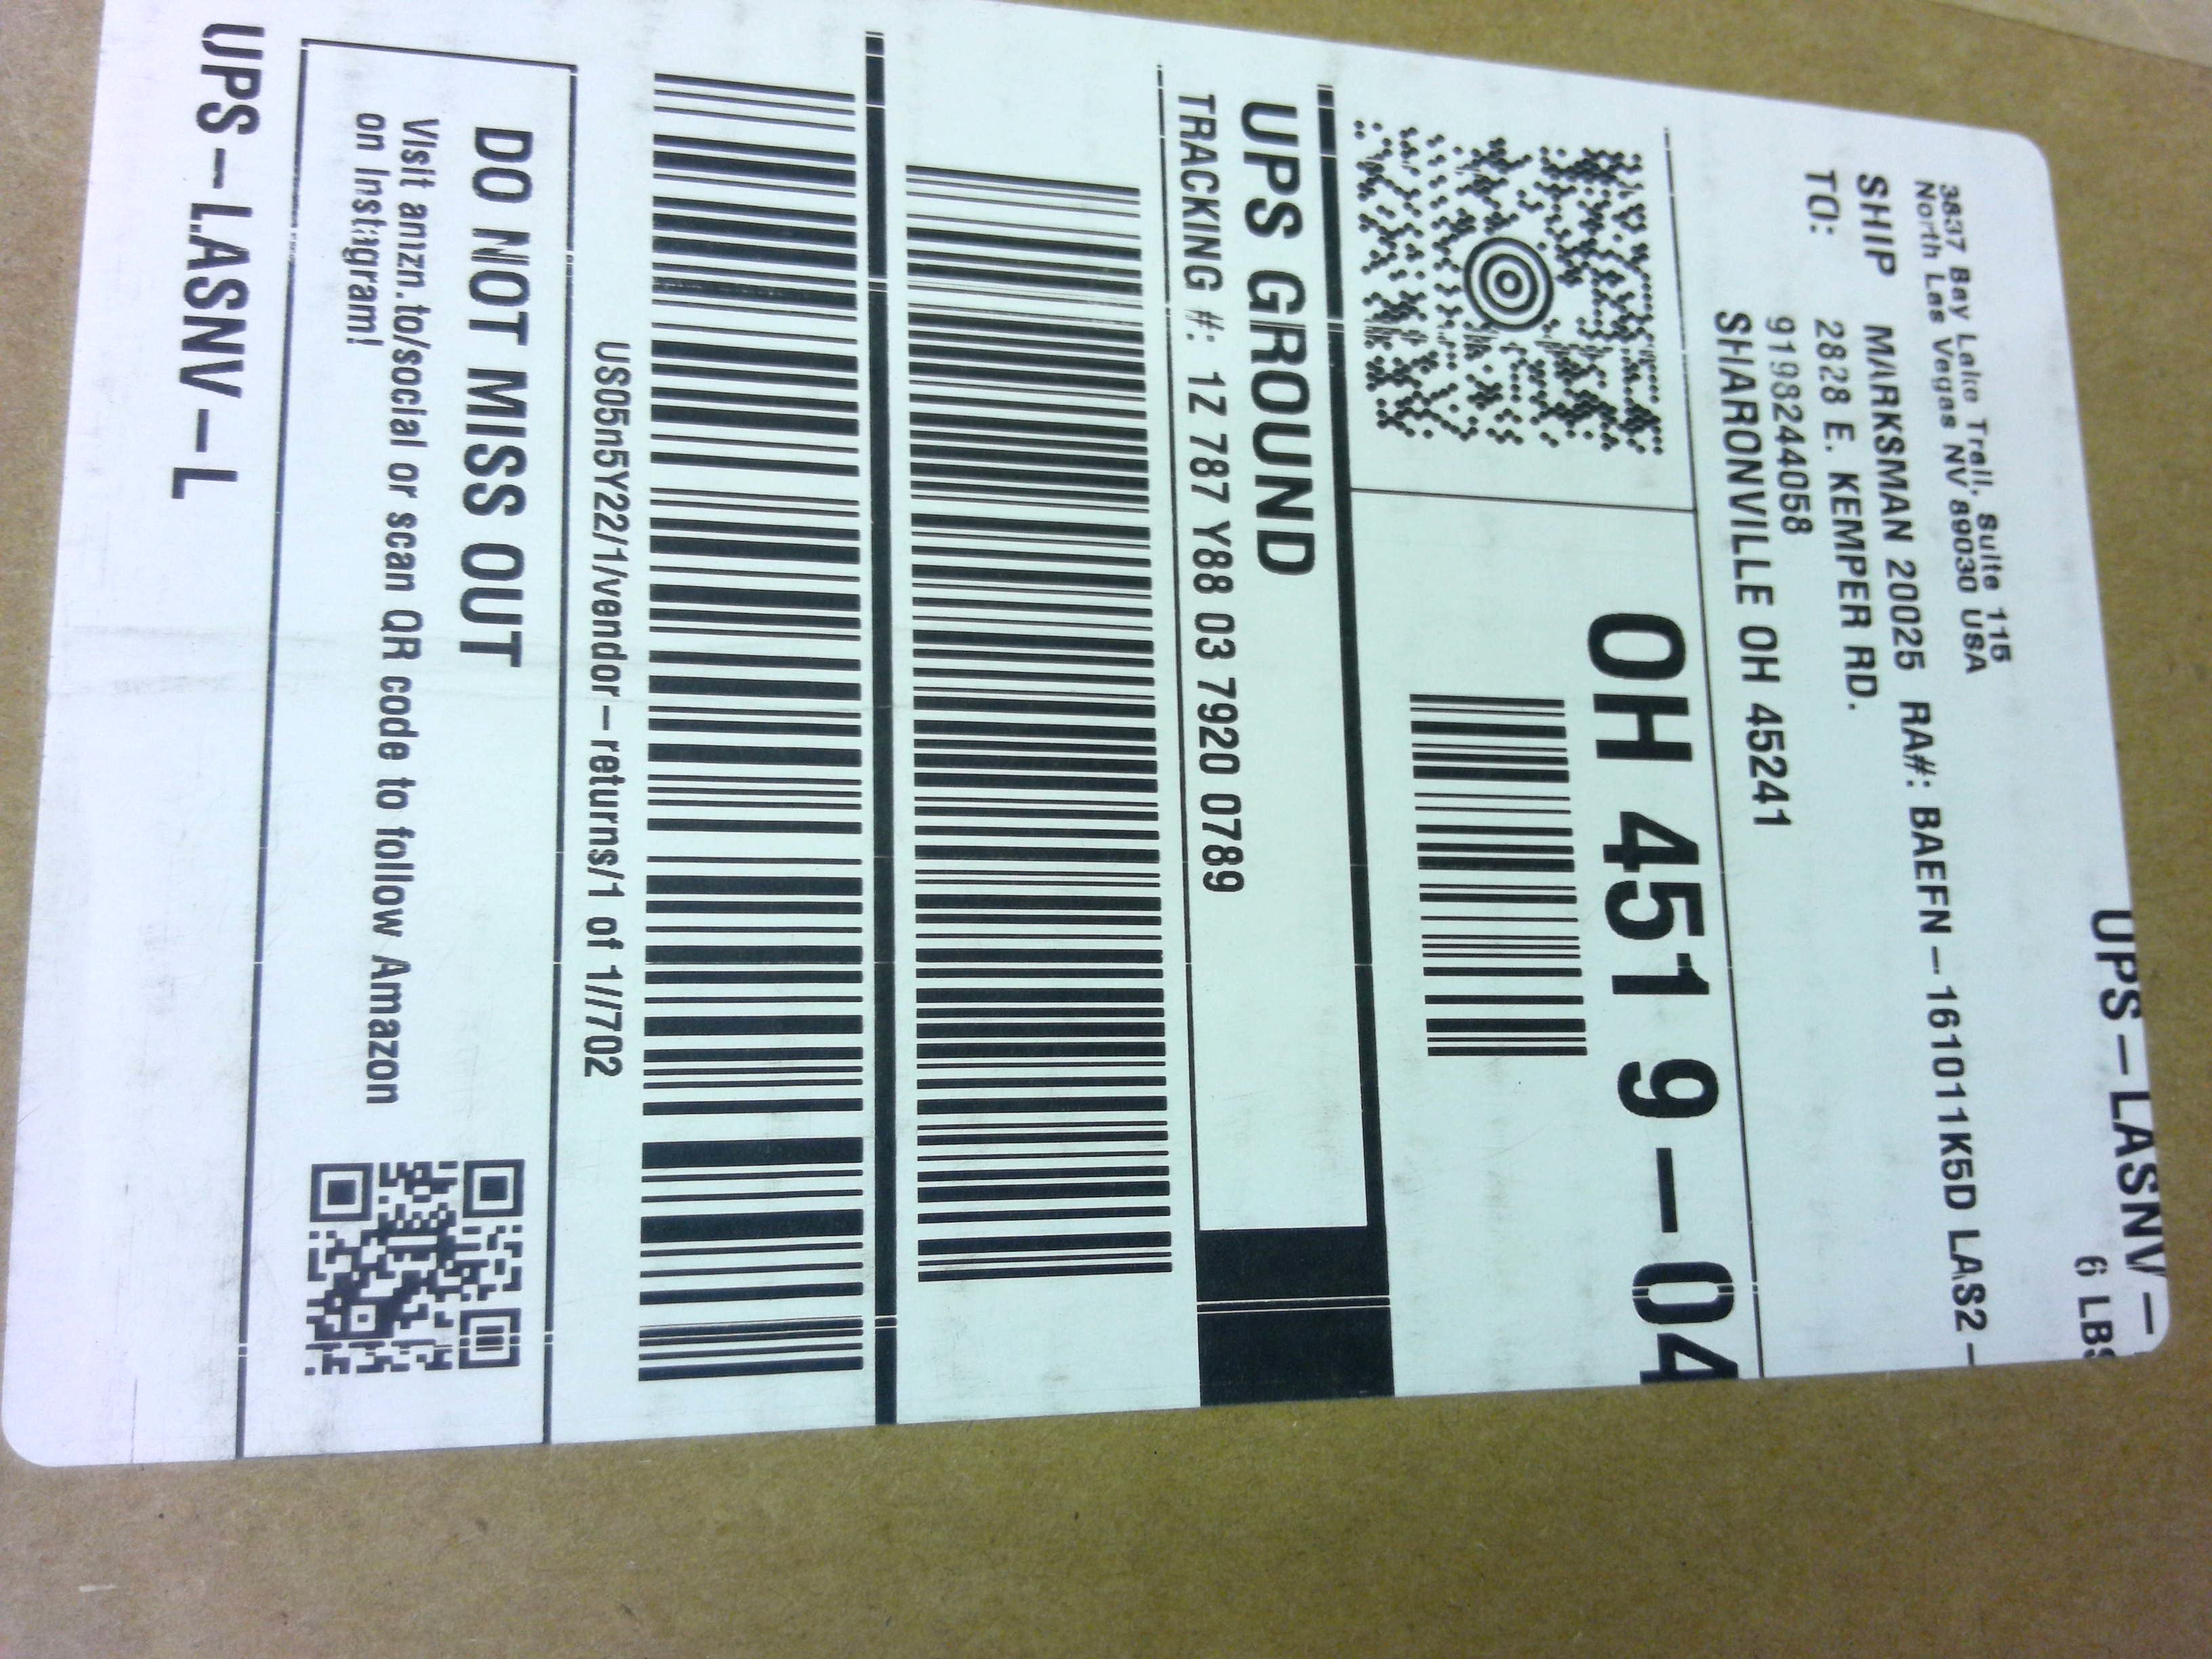 UPS-LASNV-
6 LBS
3837 Bay Lake Trail, Suite 115
North Las Vegas NV 89030 USA
SHIP MARKSMAN 20025 RA#: BAEFN-161011K5D LAS2-
TO: 2828 E. KEMPER RD.
9198244058
SHARONVILLE OH 45241
OH 451 9-04
UPS GROUND
TRACKING #: 1Z 787 Y88 03 7920 0789
US05n5Y22/1/vendor-returns/1 of 1//702
DO NOT MISS OUT
Visit amzn.to/social or scan QR code to follow Amazon
on Instagram!
UPS-LASNV-L